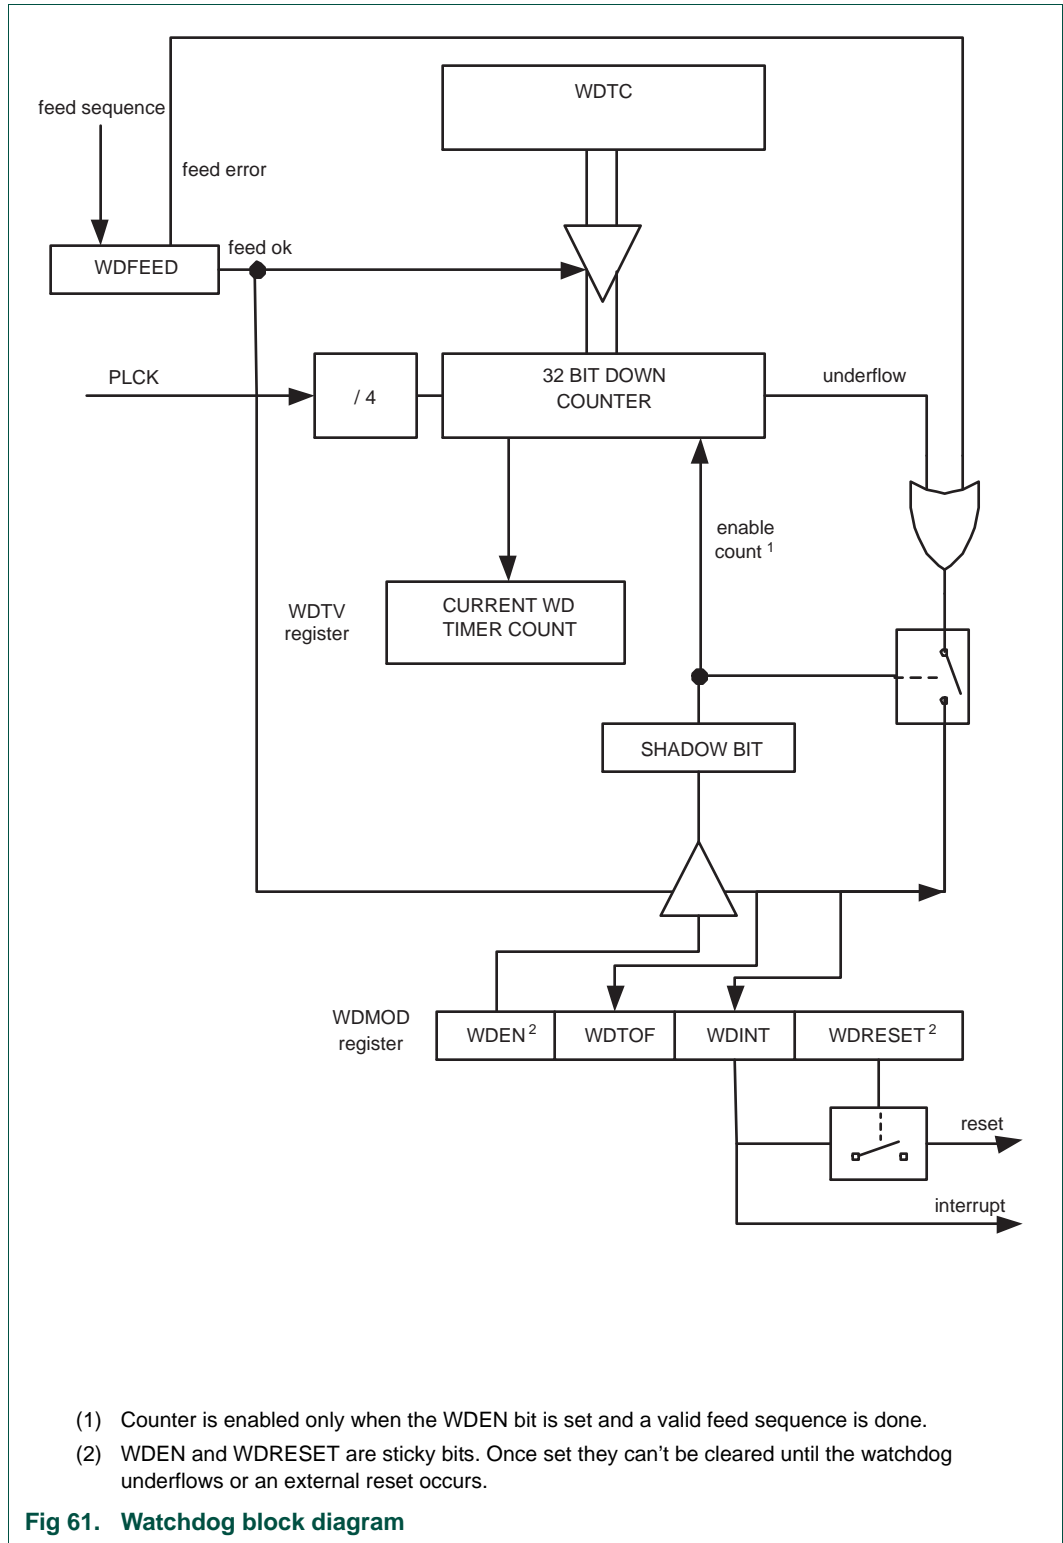 WDTC
feed sequence
feed error
feed ok
WDFEED
PLCK
/ 4
32 BIT DOWN
COUNTER
underflow
enable
count 1
WDTV
register
CURRENT WD
TIMER COUNT
SHADOW BIT
WDMOD
register
WDEN 2
WDTOF
WDINT
WDRESET 2
reset
interrupt
(1) Counter is enabled only when the WDEN bit is set and a valid feed sequence is done.
(2) WDEN and WDRESET are sticky bits. Once set they can't be cleared until the watchdog
underflows or an external reset occurs.
Fig 61. Watchdog block diagram